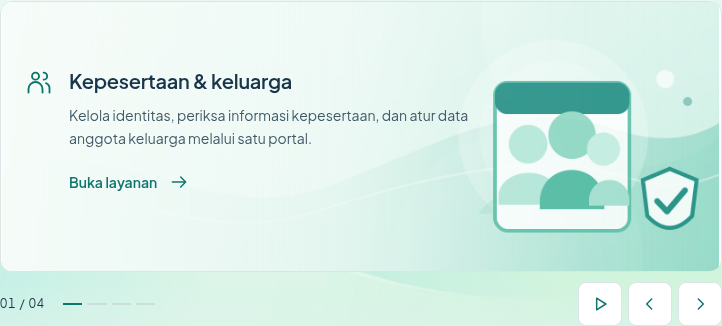 Kepesertaan & keluarga
Kelola identitas, periksa informasi kepesertaan, dan atur data
anggota keluarga melalui satu portal.
Buka layanan
01 / 04